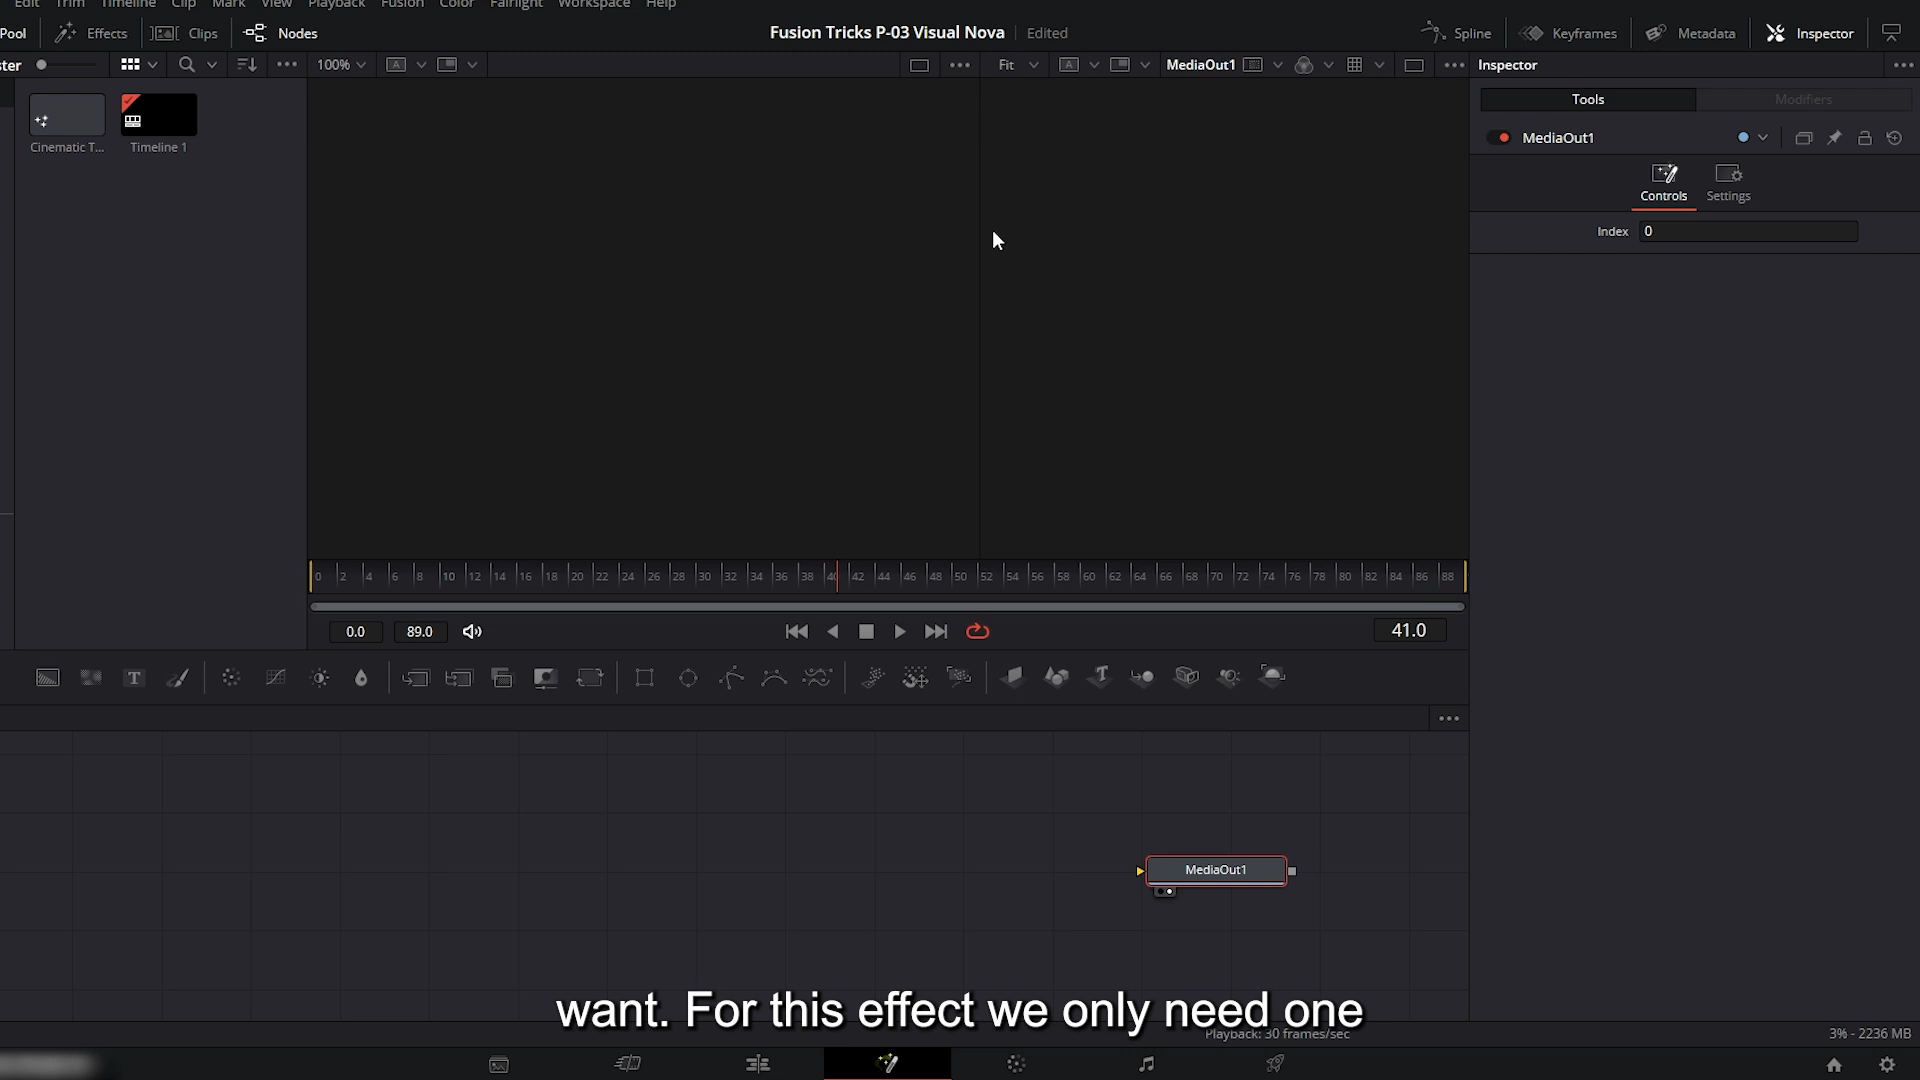 Edit Trim Timeline Clip Mark View Playback Fusion Color Fairlight Workspace Help
Pool Effects Clips Nodes Fusion Tricks P-03 Visual Nova Edited Spline Keyframes Metadata Inspector
ster 100% Fit MediaOut1 Inspector
Tools Modifiers
MediaOut1
Cinematic T... Timeline 1
Controls Settings
Index 0
0 2 4 6 8 10 12 14 16 18 20 22 24 26 28 30 32 34 36 38 40 42 44 46 48 50 52 54 56 58 60 62 64 66 68 70 72 74 76 78 80 82 84 86 88
0.0 89.0 41.0
MediaOut1
want. For this effect we only need one
Playback: 30 frames/sec 3% - 2236 MB